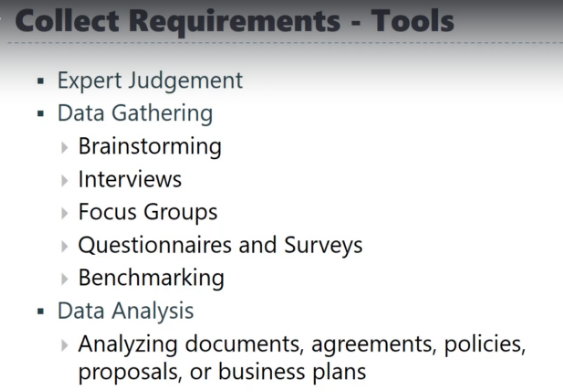 Collect Requirements - Tools
Expert Judgement
Data Gathering
Brainstorming
Interviews
Focus Groups
Questionnaires and Surveys
Benchmarking
Data Analysis
Analyzing documents, agreements, policies,
proposals, or business plans